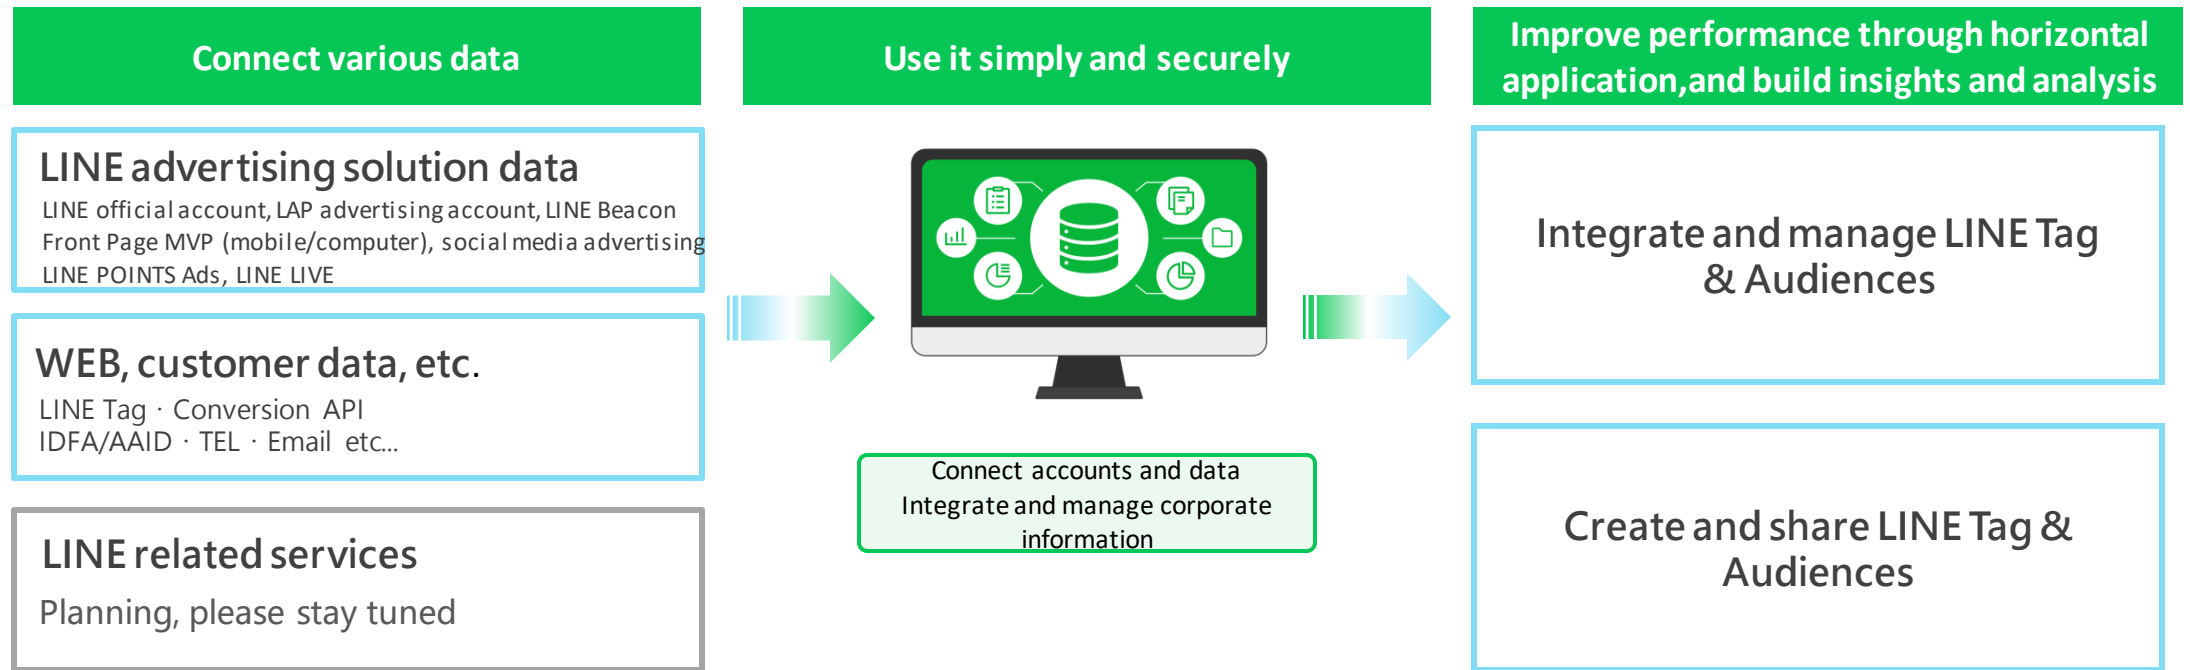 Connect various data
LINE advertising solution data
LINE official account, LAP advertising account, LINE Beacon
Front Page MVP (mobile/computer), social media advertising
LINE POINTS Ads, LINE LIVE
WEB, customer data, etc.
LINE Tag · Conversion API
IDFA/AAID · TEL · Email etc...
LINE related services
Planning, please stay tuned
Use it simply and securely
Connect accounts and data
Integrate and manage corporate
information
Improve performance through horizontal
application,and build insights and analysis
Integrate and manage LINE Tag
& Audiences
Create and share LINE Tag &
Audiences